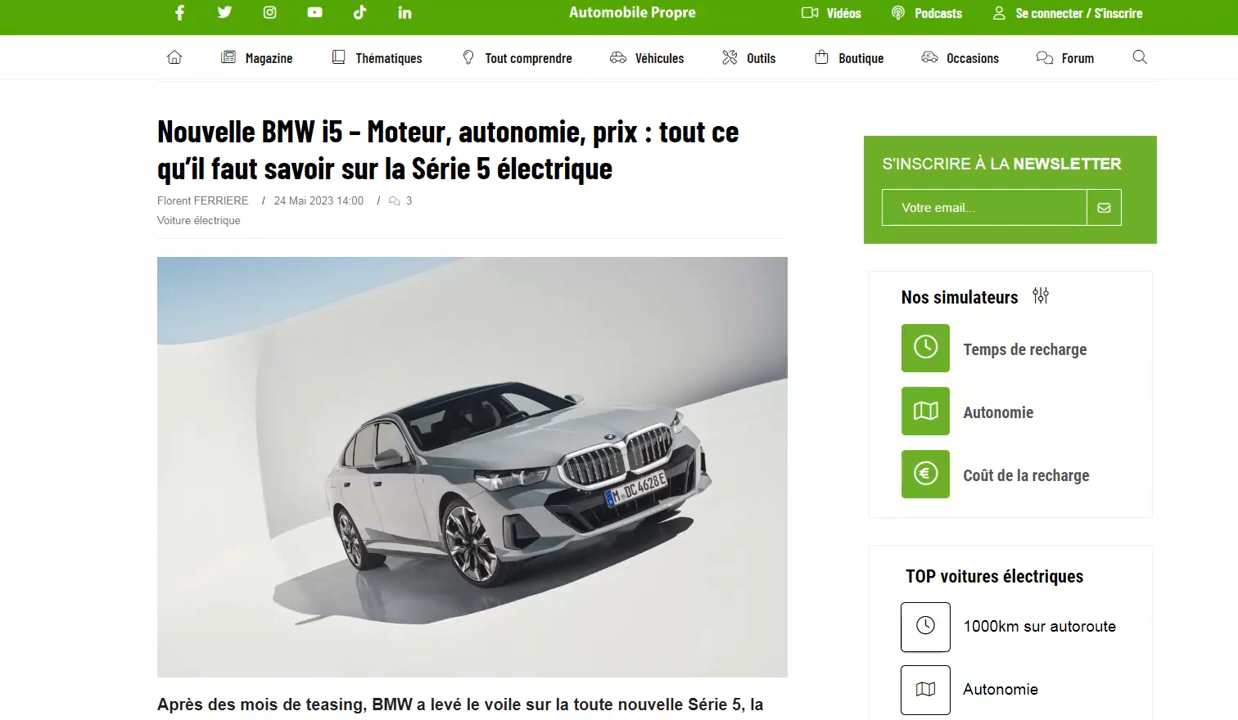 Automobile Propre
Vidéos
Podcasts
Se connecter / S'inscrire
Magazine
Thématiques
Tout comprendre
Véhicules
Outils
Boutique
Occasions
Forum
Nouvelle BMW i5 – Moteur, autonomie, prix : tout ce
qu'il faut savoir sur la Série 5 électrique
Florent FERRIERE / 24 Mai 2023 14:00 / 3
Voiture électrique
M DC 4628E
Après des mois de teasing, BMW a levé le voile sur la toute nouvelle Série 5, la
S'INSCRIRE À LA NEWSLETTER
Votre email...
Nos simulateurs
Temps de recharge
Autonomie
Coût de la recharge
TOP voitures électriques
1000km sur autoroute
Autonomie